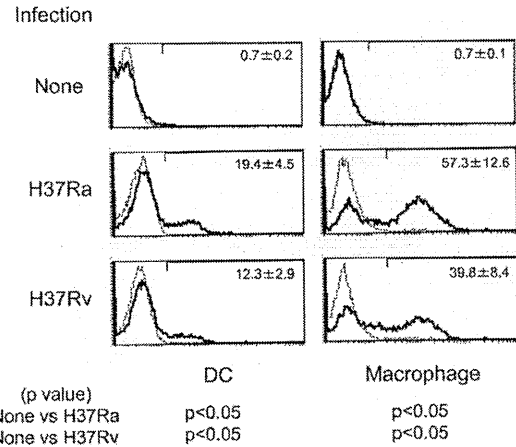 Infection
None
0.7±0.2
0.7±0.1
H37Ra
19.4±4.5
57.3±12.6
H37Rv
12.3±2.9
39.8±8.4
DC
Macrophage
(p value)
None vs H37Ra
p<0.05
p<0.05
None vs H37Rv
p<0.05
p<0.05